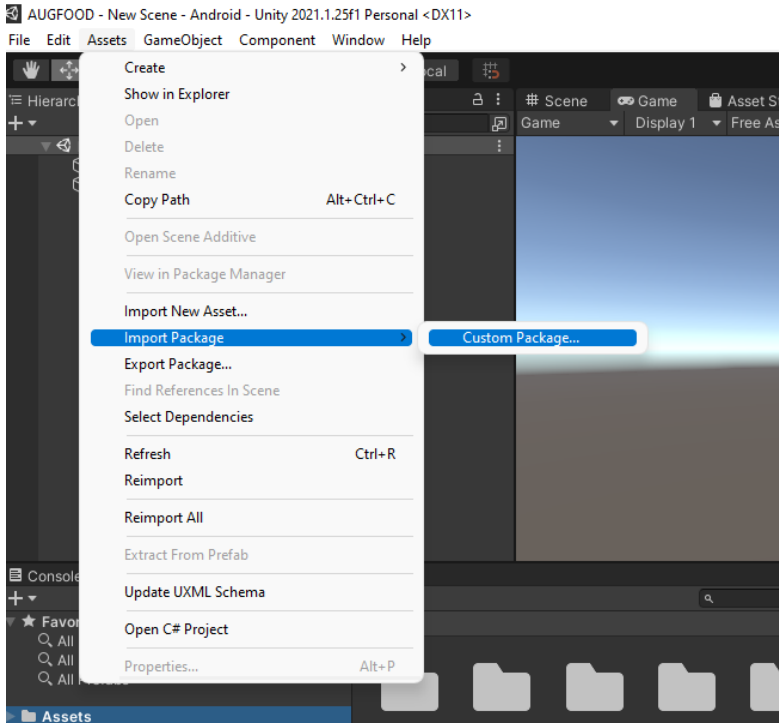 AUGFOOD - New Scene - Android - Unity 2021.1.25f1 Personal <DX11>
File Edit Assets GameObject Component Window Help
Create
Show in Explorer
Open
Delete
Rename
Copy Path Alt+Ctrl+C
Open Scene Additive
View in Package Manager
Import New Asset...
Import Package Custom Package...
Export Package...
Find References In Scene
Select Dependencies
Refresh Ctrl+R
Reimport
Reimport All
Extract From Prefab
Update UXML Schema
Open C# Project
Properties... Alt+P
Scene Game Asset
Game Display 1 Free
Console
All
All
All
Assets